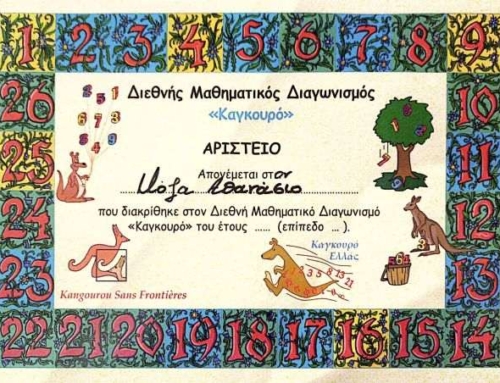 1 2 3 4 5 6 7 8 9
26 10
25 11
24 12
23 13
22 21 20 19 18 17 16 15 14
Διεθνής Μαθηματικός Διαγωνισμός
«Καγκουρό»
ΑΡΙΣΤΕΙΟ
Απονέμεται στον
Αθανάσιο
που διακρίθηκε στον Διεθνή Μαθηματικό Διαγωνισμό
«Καγκουρό» του έτους ...... (επίπεδο ... ).
Καγκουρό
Ελλάς
Kangourou Sans Frontières